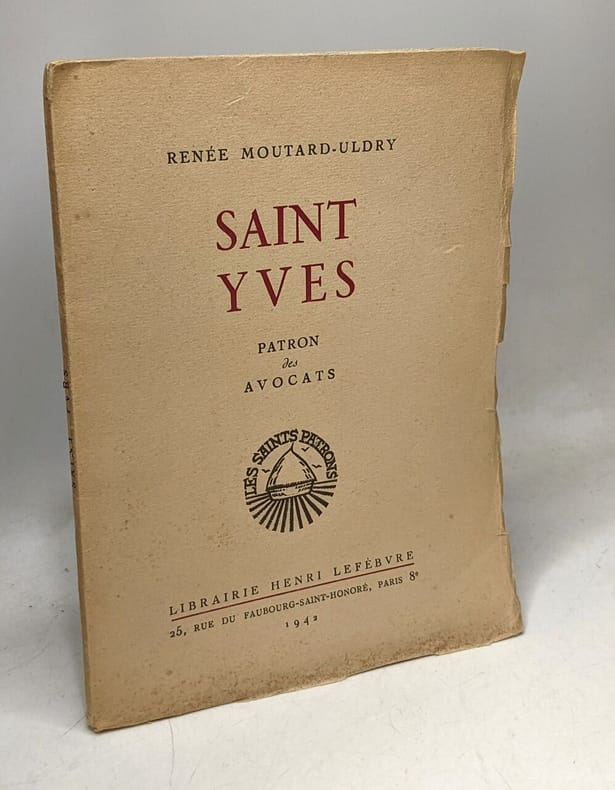 RENÉE MOUTARD-ULDRY
SAINT
YVES
PATRON
des
AVOCATS
LES SAINTS PATRONS
LIBRAIRIE HENRI LEFÈBVRE
25, RUE DU FAUBOURG-SAINT-HONORÉ, PARIS 8e
1942